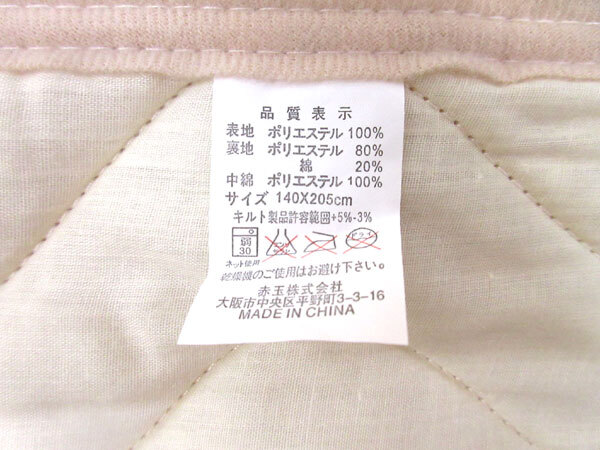 品質表示
表地 ポリエステル 100%
裏地 ポリエステル 80%
綿 20%
中綿 ポリエステル 100%
サイズ 140X205cm
キルト製品許容範囲+5%-3%
弱
30
ドライ
ネット使用
乾燥機のご使用はお避け下さい。
赤玉株式会社
大阪市中央区平野町3-3-16
MADE IN CHINA